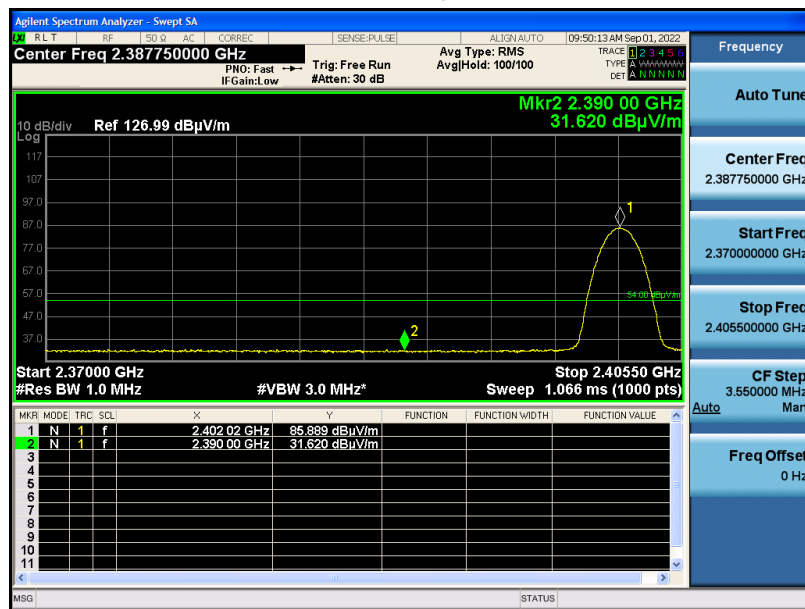 Agilent Spectrum Analyzer - Swept SA
LXI RLT RF 50 Ω AC CORREC SENSE:PULSE ALIGN AUTO 09:50:13 AM Sep 01, 2022
Center Freq 2.387750000 GHz
PNO: Fast
IFGain:Low
Trig: Free Run
#Atten: 30 dB
Avg Type: RMS
Avg|Hold: 100/100
TRACE 1 2 3 4 5 6
TYPE A WWWWW
DET A N N N N N
Mkr2 2.390 00 GHz
31.620 dBµV/m
10 dB/div Ref 126.99 dBµV/m
Log
117
107
97.0
87.0
77.0
67.0
57.0
47.0
37.0
1
2
54.00 dBµV/m
Start 2.37000 GHz Stop 2.40550 GHz
#Res BW 1.0 MHz #VBW 3.0 MHz* Sweep 1.066 ms (1000 pts)
MKR MODE TRC SCL X Y FUNCTION FUNCTION WIDTH FUNCTION VALUE
1 N 1 f 2.402 02 GHz 85.889 dBµV/m
2 N 1 f 2.390 00 GHz 31.620 dBµV/m
3
4
5
6
7
8
9
10
11
MSG STATUS
Frequency
Auto Tune
Center Freq
2.387750000 GHz
Start Freq
2.370000000 GHz
Stop Freq
2.405500000 GHz
CF Step
3.550000 MHz
Auto Man
Freq Offset
0 Hz